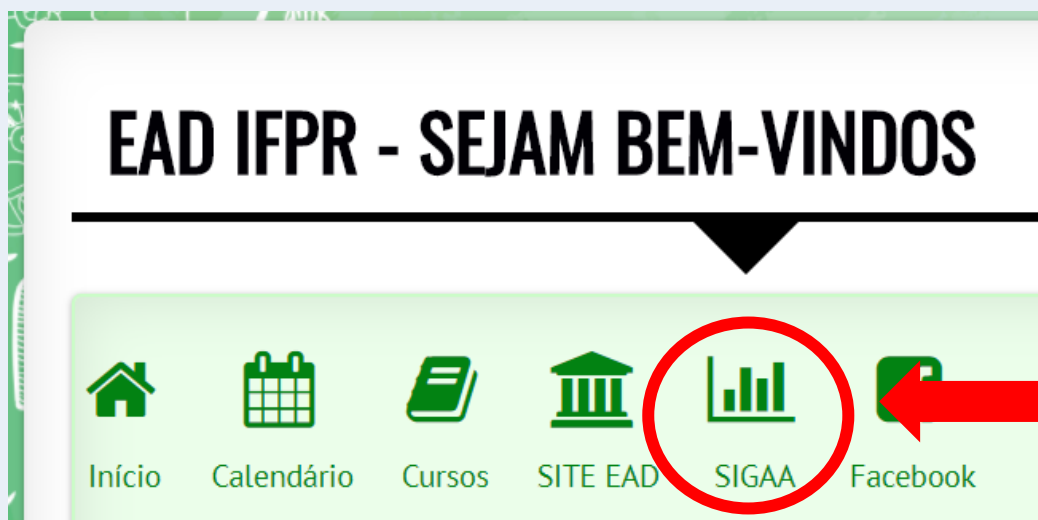 EAD IFPR - SEJAM BEM-VINDOS
Início Calendário Cursos SITE EAD SIGAA Facebook